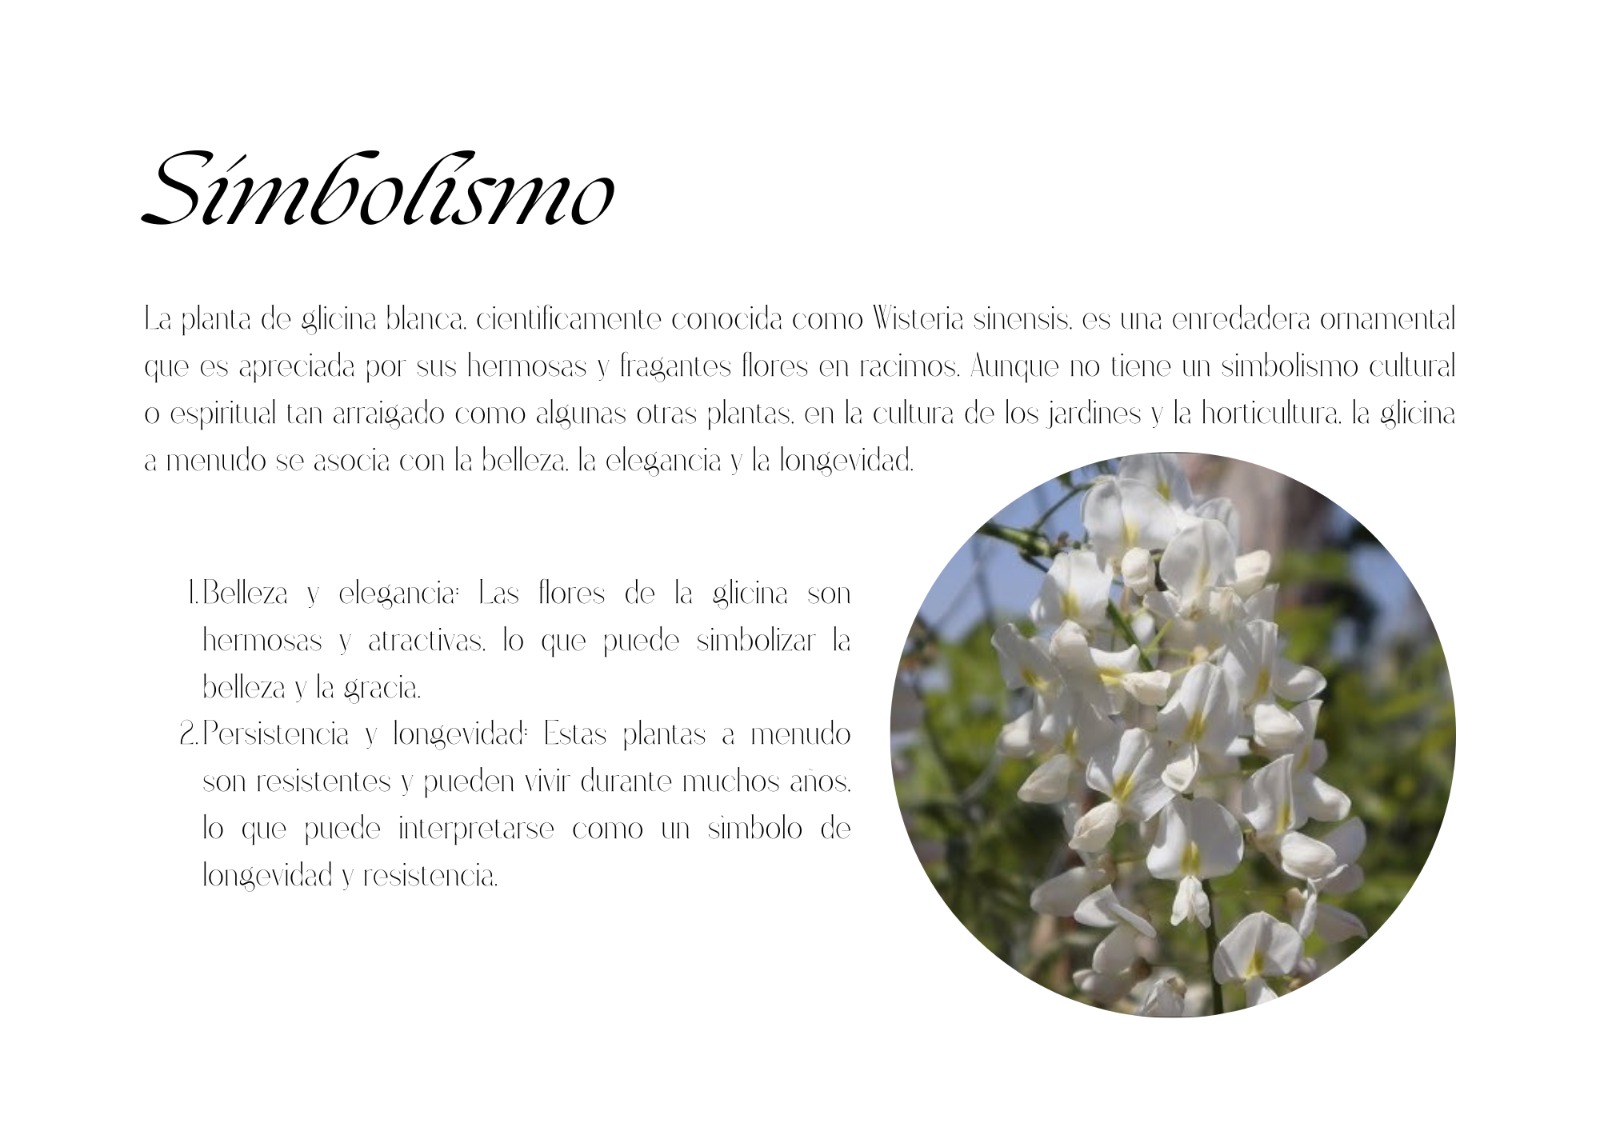 Simbolismo
La planta de glicina blanca, científicamente conocida como Wisteria sinensis, es una enredadera ornamental
que es apreciada por sus hermosas y fragantes flores en racimos. Aunque no tiene un simbolismo cultural
o espiritual tan arraigado como algunas otras plantas, en la cultura de los jardines y la horticultura, la glicina
a menudo se asocia con la belleza, la elegancia y la longevidad.
1. Belleza y elegancia: Las flores de la glicina son
hermosas y atractivas, lo que puede simbolizar la
belleza y la gracia.
2. Persistencia y longevidad: Estas plantas a menudo
son resistentes y pueden vivir durante muchos años,
lo que puede interpretarse como un símbolo de
longevidad y resistencia.